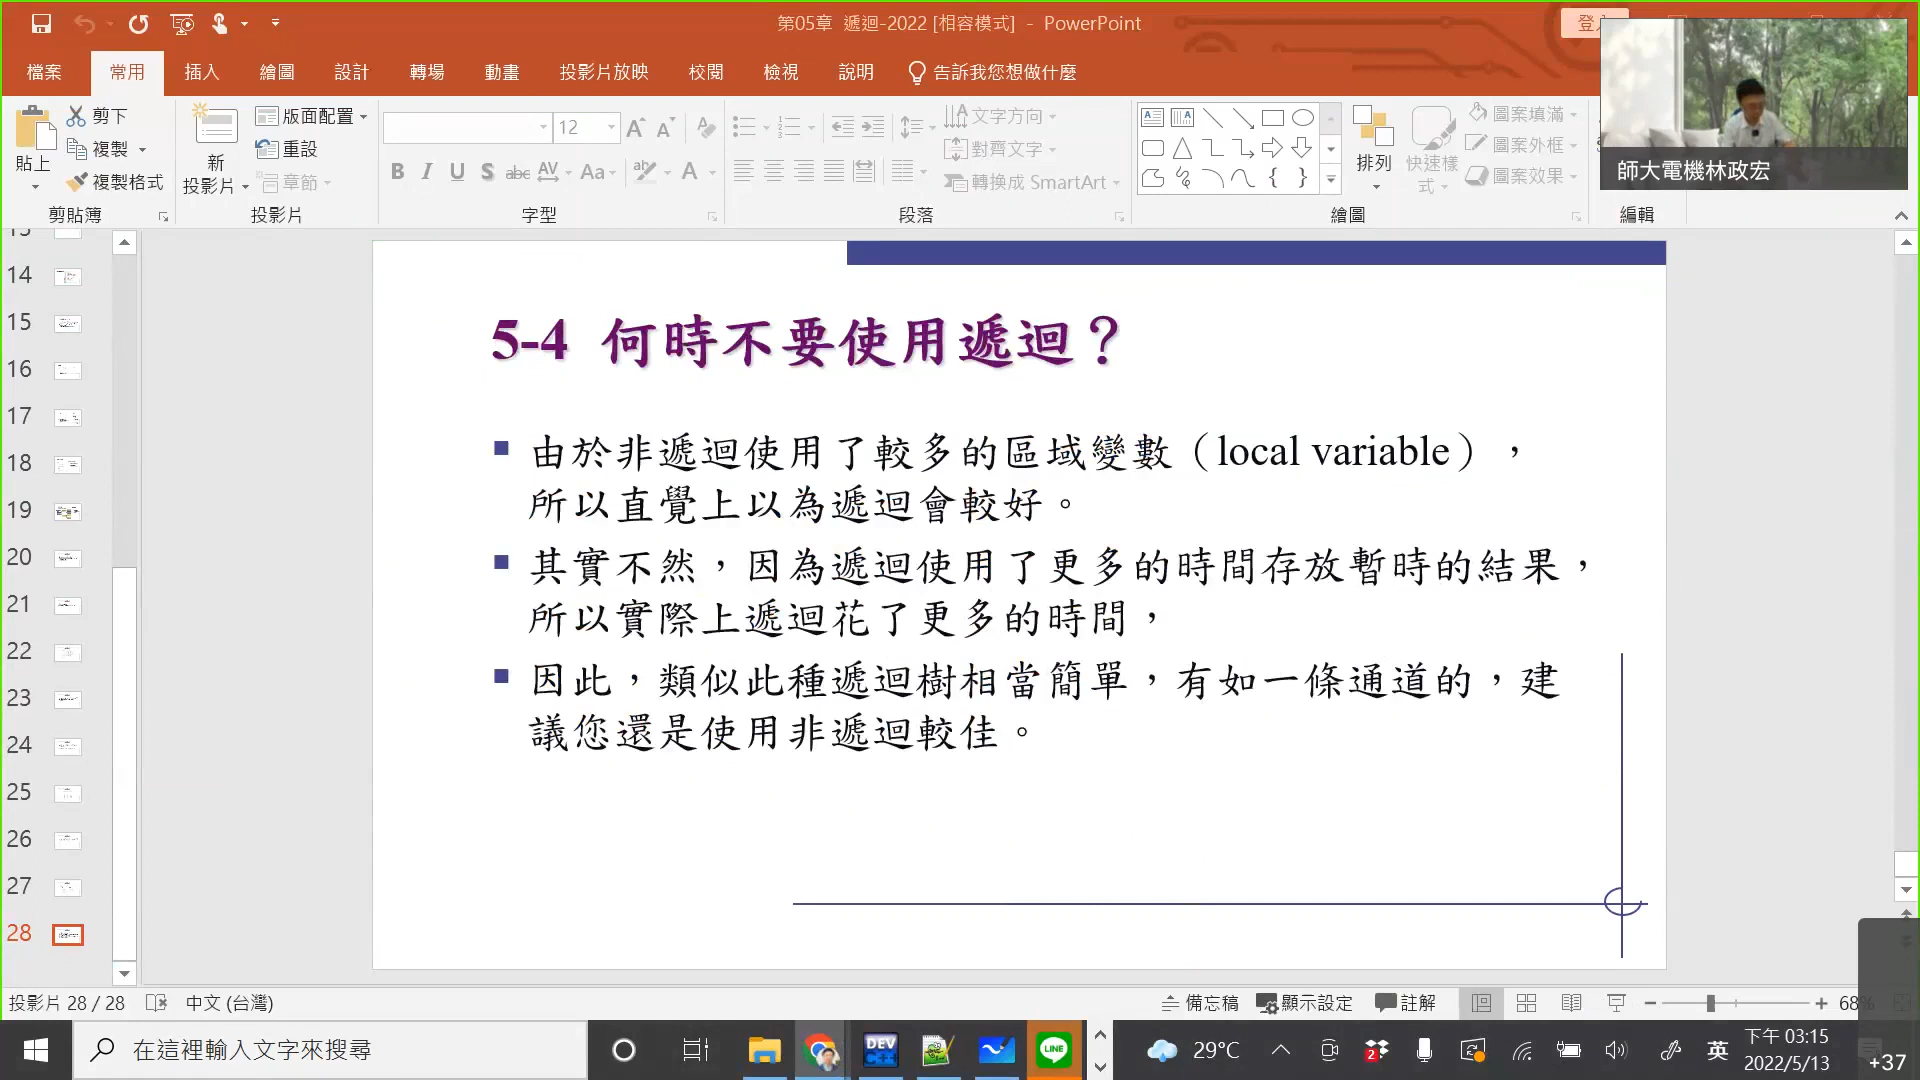 第05章 遞迴-2022 [相容模式] - PowerPoint
檔案 常用 插入 繪圖 設計 轉場 動畫 投影片放映 校閱 檢視 說明 告訴我您想做什麼
貼上
剪下
複製
複製格式
剪貼簿
新
投影片
版面配置
重設
章節
投影片
12
B I U S abc AV Aa A
字型
文字方向
對齊文字
轉換成 SmartArt
段落
排列
快速樣
式
圖案填滿
圖案外框
圖案效果
繪圖
編輯
師大電機林政宏
14
15
16
17
18
19
20
21
22
23
24
25
26
27
28
5-4 何時不要使用遞迴？
由於非遞迴使用了較多的區域變數（local variable），
所以直覺上以為遞迴會較好。
其實不然，因為遞迴使用了更多的時間存放暫時的結果，
所以實際上遞迴花了更多的時間，
因此，類似此種遞迴樹相當簡單，有如一條通道的，建
議您還是使用非遞迴較佳。
投影片 28 / 28 中文 (台灣) 備忘稿 顯示設定 註解 68%
在這裡輸入文字來搜尋
DEV
C++
LINE
29°C
2
英
下午 03:15
2022/5/13
+37